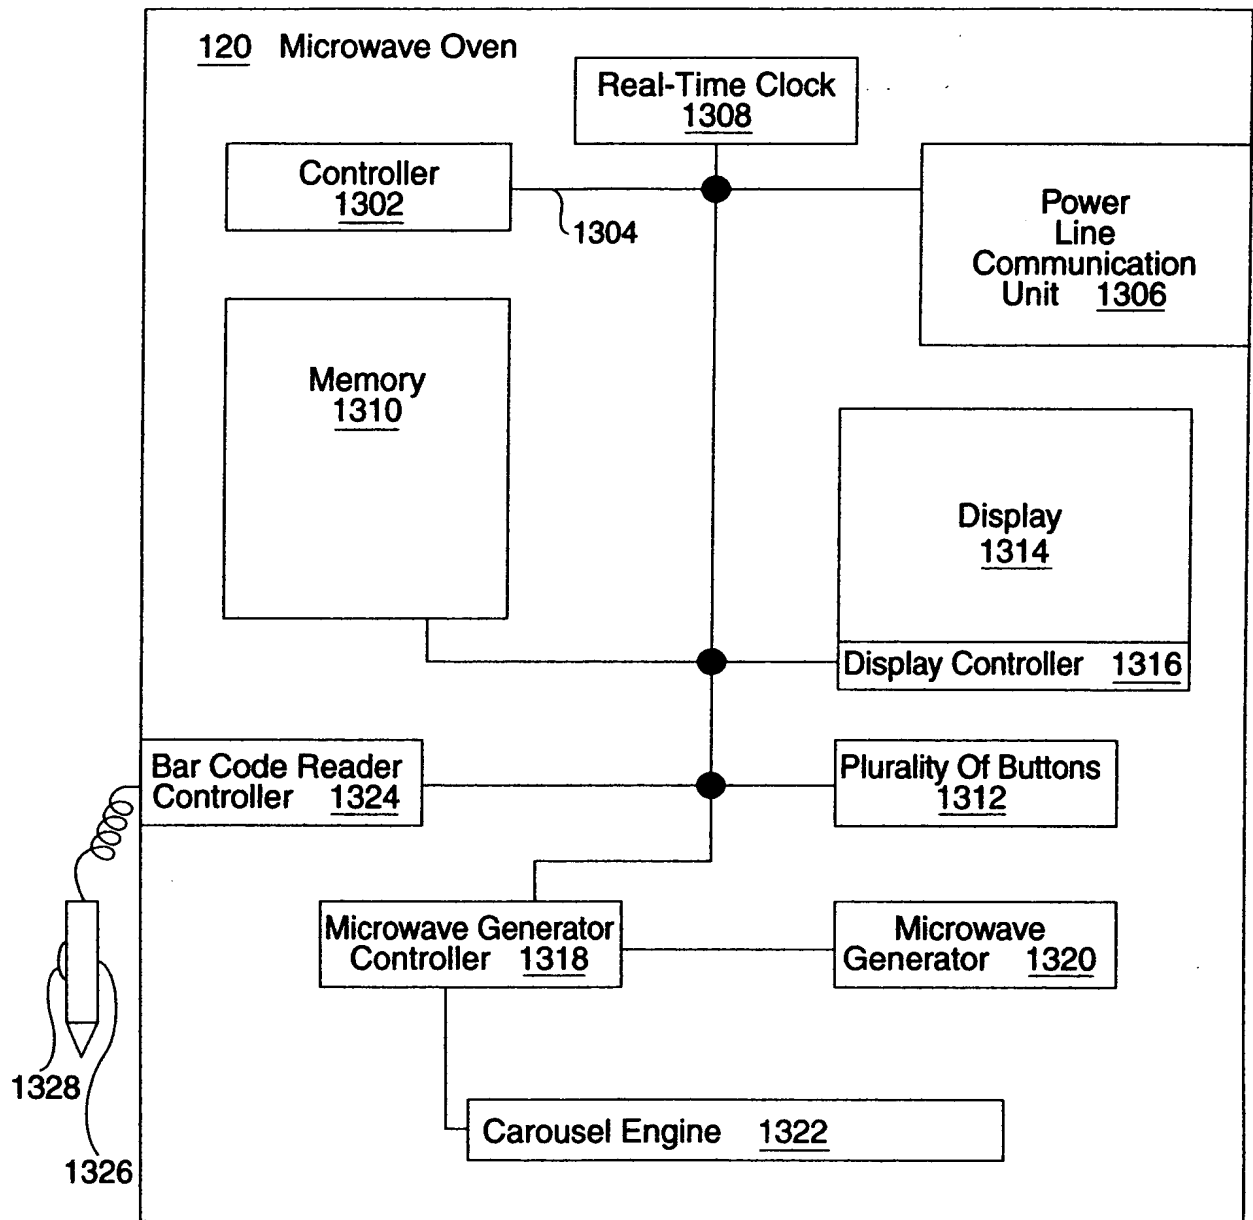 120 Microwave Oven
Real-Time Clock
1308
Controller
1302
1304
Power
Line
Communication
Unit 1306
Memory
1310
Display
1314
Display Controller 1316
Bar Code Reader
Controller 1324
Plurality Of Buttons
1312
Microwave Generator
Controller 1318
Microwave
Generator 1320
1328
1326
Carousel Engine 1322